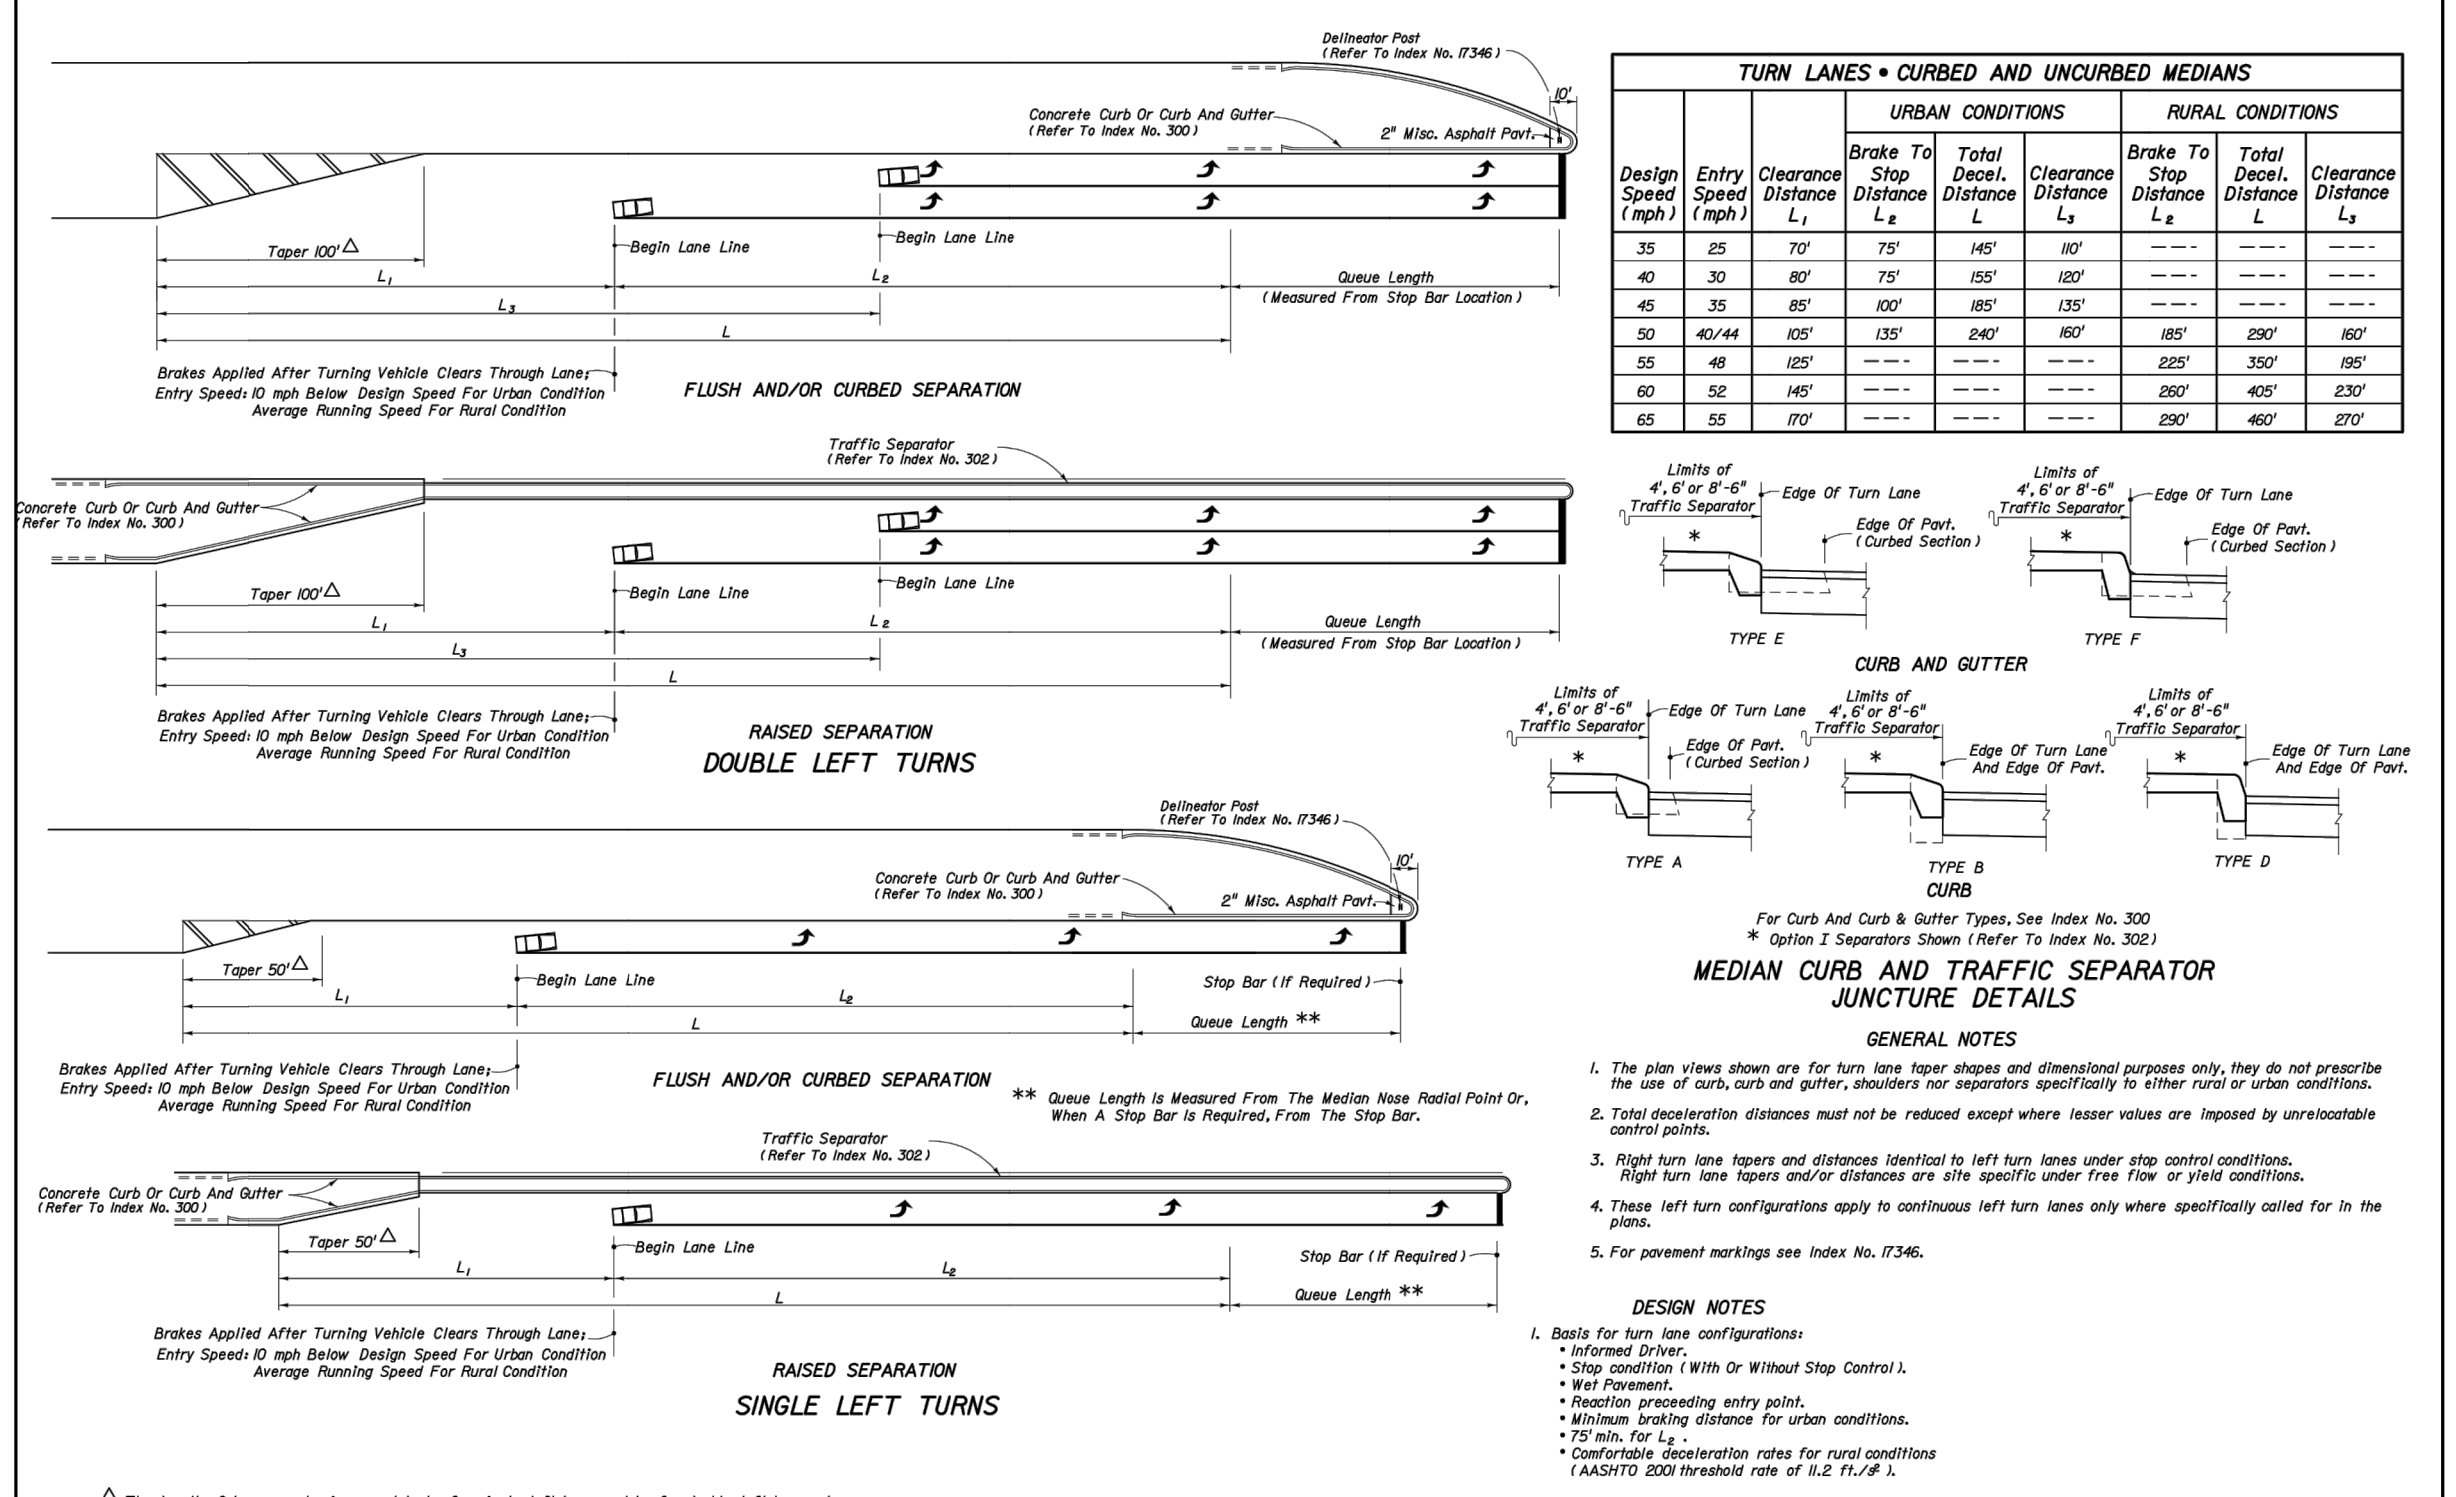 Delineator Post
(Refer To Index No. 17346)
10'
Concrete Curb Or Curb And Gutter
(Refer To Index No. 300)
2" Misc. Asphalt Pavt.
Taper 100' △
Begin Lane Line
Begin Lane Line
L₁
L₂
Queue Length
(Measured From Stop Bar Location)
L₃
L
Brakes Applied After Turning Vehicle Clears Through Lane;
Entry Speed: 10 mph Below Design Speed For Urban Condition
Average Running Speed For Rural Condition
FLUSH AND/OR CURBED SEPARATION
Traffic Separator
(Refer To Index No. 302)
Concrete Curb Or Curb And Gutter
(Refer To Index No. 300)
Taper 100' △
Begin Lane Line
Begin Lane Line
L₁
L₂
Queue Length
(Measured From Stop Bar Location)
L₃
L
Brakes Applied After Turning Vehicle Clears Through Lane;
Entry Speed: 10 mph Below Design Speed For Urban Condition
Average Running Speed For Rural Condition
RAISED SEPARATION
DOUBLE LEFT TURNS
Delineator Post
(Refer To Index No. 17346)
10'
Concrete Curb Or Curb And Gutter
(Refer To Index No. 300)
2" Misc. Asphalt Pavt.
Taper 50' △
Begin Lane Line
Stop Bar (If Required)
L₁
L₂
L
Queue Length **
Brakes Applied After Turning Vehicle Clears Through Lane;
Entry Speed: 10 mph Below Design Speed For Urban Condition
Average Running Speed For Rural Condition
FLUSH AND/OR CURBED SEPARATION
** Queue Length Is Measured From The Median Nose Radial Point Or,
When A Stop Bar Is Required, From The Stop Bar.
Traffic Separator
(Refer To Index No. 302)
Concrete Curb Or Curb And Gutter
(Refer To Index No. 300)
Taper 50' △
Begin Lane Line
Stop Bar (If Required)
L₁
L₂
L
Queue Length **
Brakes Applied After Turning Vehicle Clears Through Lane;
Entry Speed: 10 mph Below Design Speed For Urban Condition
Average Running Speed For Rural Condition
RAISED SEPARATION
SINGLE LEFT TURNS
TURN LANES • CURBED AND UNCURBED MEDIANS
URBAN CONDITIONS RURAL CONDITIONS
Design Speed (mph) Entry Speed (mph) Clearance Distance L₁ Brake To Stop Distance L₂ Total Decel. Distance L Clearance Distance L₃ Brake To Stop Distance L₂ Total Decel. Distance L Clearance Distance L₃
35 25 70' 75' 145' 110' --- --- ---
40 30 80' 75' 155' 120' --- --- ---
45 35 85' 100' 185' 135' --- --- ---
50 40/44 105' 135' 240' 160' 185' 290' 160'
55 48 125' --- --- --- 225' 350' 195'
60 52 145' --- --- --- 260' 405' 230'
65 55 170' --- --- --- 290' 460' 270'
Limits of
4', 6' or 8'-6"
Traffic Separator
Edge Of Turn Lane
Edge Of Pavt.
(Curbed Section)
*
TYPE E
Limits of
4', 6' or 8'-6"
Traffic Separator
Edge Of Turn Lane
Edge Of Pavt.
(Curbed Section)
*
TYPE F
CURB AND GUTTER
Limits of
4', 6' or 8'-6"
Traffic Separator
Edge Of Turn Lane
Edge Of Pavt.
(Curbed Section)
*
TYPE A
Limits of
4', 6' or 8'-6"
Traffic Separator
Edge Of Turn Lane
And Edge Of Pavt.
*
TYPE B
Limits of
4', 6' or 8'-6"
Traffic Separator
Edge Of Turn Lane
And Edge Of Pavt.
*
TYPE D
CURB
For Curb And Curb & Gutter Types, See Index No. 300
* Option I Separators Shown (Refer To Index No. 302)
MEDIAN CURB AND TRAFFIC SEPARATOR
JUNCTURE DETAILS
GENERAL NOTES
1. The plan views shown are for turn lane taper shapes and dimensional purposes only, they do not prescribe
the use of curb, curb and gutter, shoulders nor separators specifically to either rural or urban conditions.
2. Total deceleration distances must not be reduced except where lesser values are imposed by unrelocatable
control points.
3. Right turn lane tapers and distances identical to left turn lanes under stop control conditions.
Right turn lane tapers and/or distances are site specific under free flow or yield conditions.
4. These left turn configurations apply to continuous left turn lanes only where specifically called for in the
plans.
5. For pavement markings see Index No. 17346.
DESIGN NOTES
1. Basis for turn lane configurations:
• Informed Driver.
• Stop condition (With Or Without Stop Control).
• Wet Pavement.
• Reaction preceeding entry point.
• Minimum braking distance for urban conditions.
• 75' min. for L₂ .
• Comfortable deceleration rates for rural conditions
(AASHTO 2001 threshold rate of 11.2 ft./s² ).